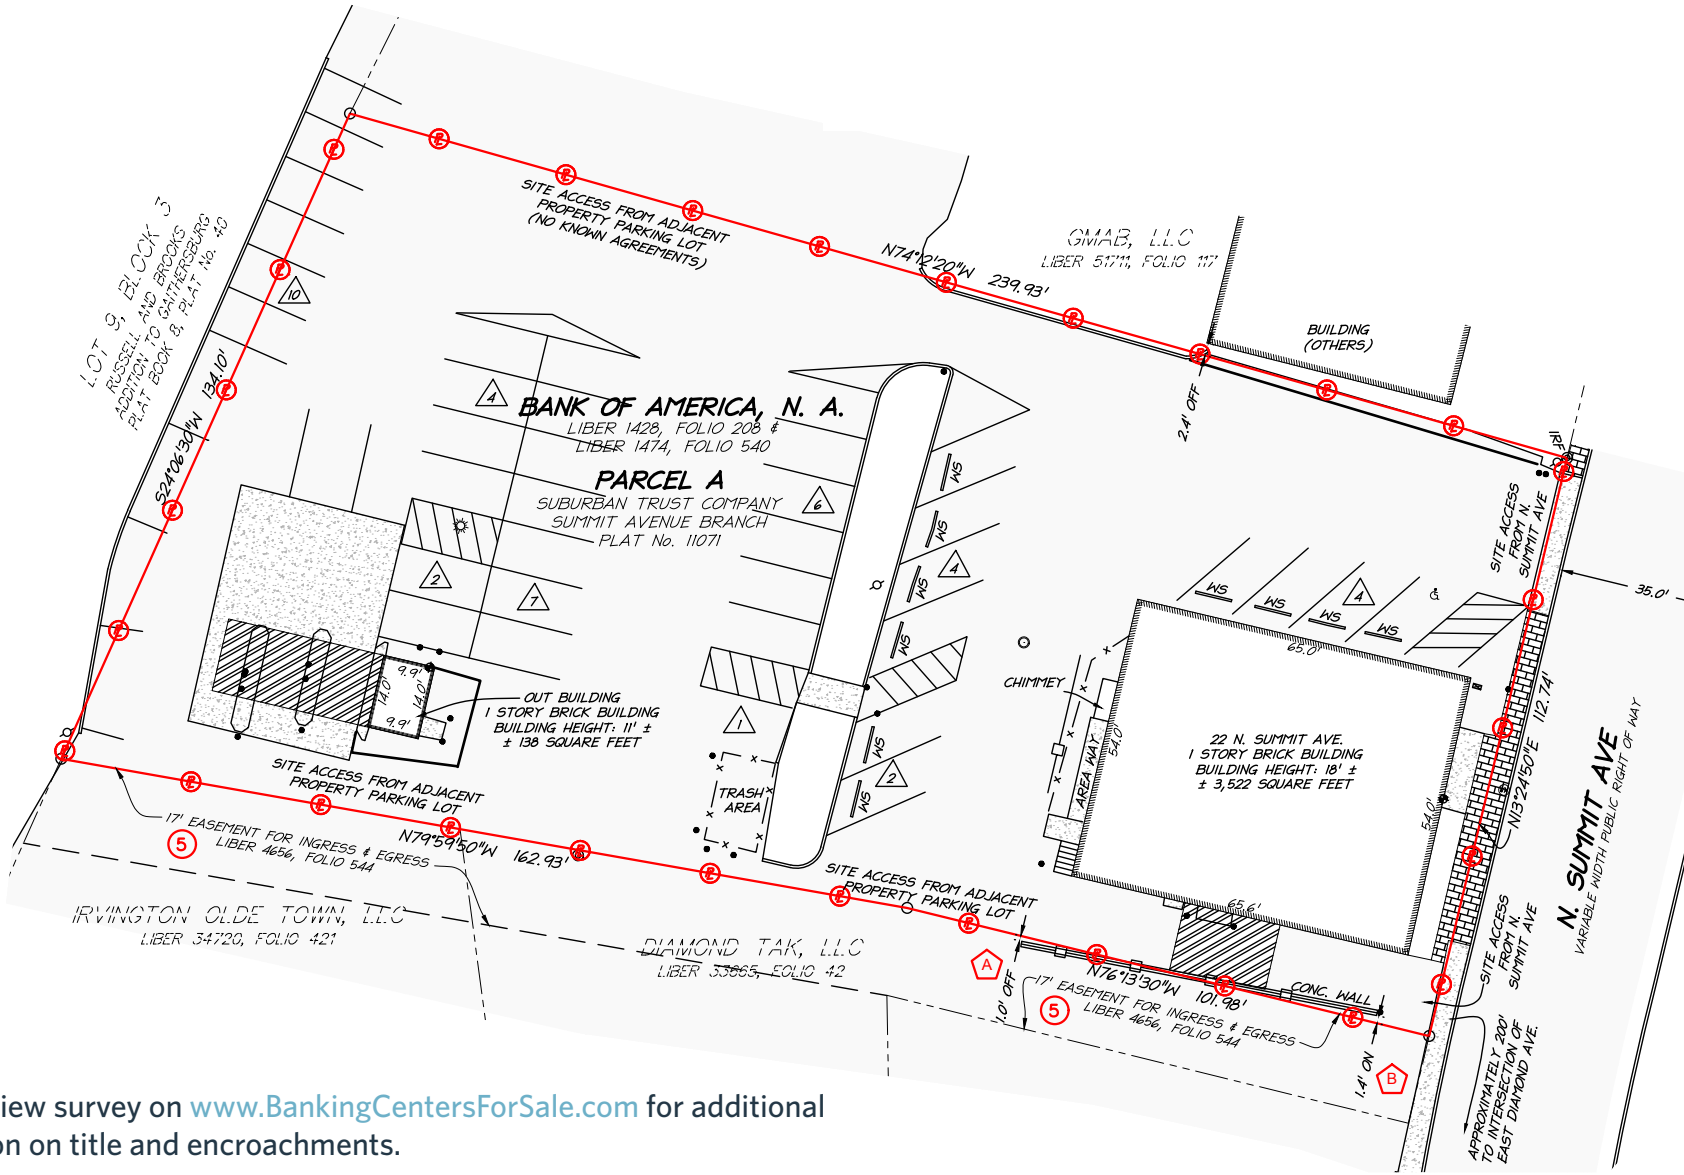 SITE ACCESS FROM ADJACENT
PROPERTY PARKING LOT
(NO KNOWN AGREEMENTS)
N74°12'20"W 239.93'
GMAB, LLC
LIBER 51711, FOLIO 117
BUILDING
(OTHERS)
2.4' OFF
IRF
LOT 9, BLOCK 3
RUSSELL AND BROOKS
ADDITION TO GAITHERSBURG
PLAT BOOK 8, PLAT No. 40
S24°06'30"W 134.10'
10
4
BANK OF AMERICA, N. A.
LIBER 1428, FOLIO 208 &
LIBER 1474, FOLIO 540
PARCEL A
SUBURBAN TRUST COMPANY
SUMMIT AVENUE BRANCH
PLAT No. 11071
6
2
7
4
WS
WS
WS
WS
WS
WS
WS
WS
WS
WS
4
65.0'
SITE ACCESS
FROM N.
SUMMIT AVE
35.0'
9.9'
14.0'
14.0'
9.9'
OUT BUILDING
1 STORY BRICK BUILDING
BUILDING HEIGHT: 11' ±
± 138 SQUARE FEET
1
2
TRASH
AREA
CHIMMEY
AREA WAY
54.0'
22 N. SUMMIT AVE.
1 STORY BRICK BUILDING
BUILDING HEIGHT: 18' ±
± 3,522 SQUARE FEET
54.0'
65.6'
N13°24'50"E 112.74'
N. SUMMIT AVE
VARIABLE WIDTH PUBLIC RIGHT OF WAY
SITE ACCESS FROM ADJACENT
PROPERTY PARKING LOT
17' EASEMENT FOR INGRESS & EGRESS
LIBER 4656, FOLIO 544
5
N79°59'50"W 162.93'
SITE ACCESS FROM ADJACENT
PROPERTY PARKING LOT
IRVINGTON OLDE TOWN, LLC
LIBER 34720, FOLIO 421
DIAMOND TAK, LLC
LIBER 33865, FOLIO 42
A
1.0' OFF
N76°13'30"W 101.98'
CONC. WALL
17' EASEMENT FOR INGRESS & EGRESS
LIBER 4656, FOLIO 544
5
1.4' ON
B
SITE ACCESS
FROM N.
SUMMIT AVE
APPROXIMATELY 200'
TO INTERSECTION OF
EAST DIAMOND AVE.
iew survey on www.BankingCentersForSale.com for additional
on on title and encroachments.